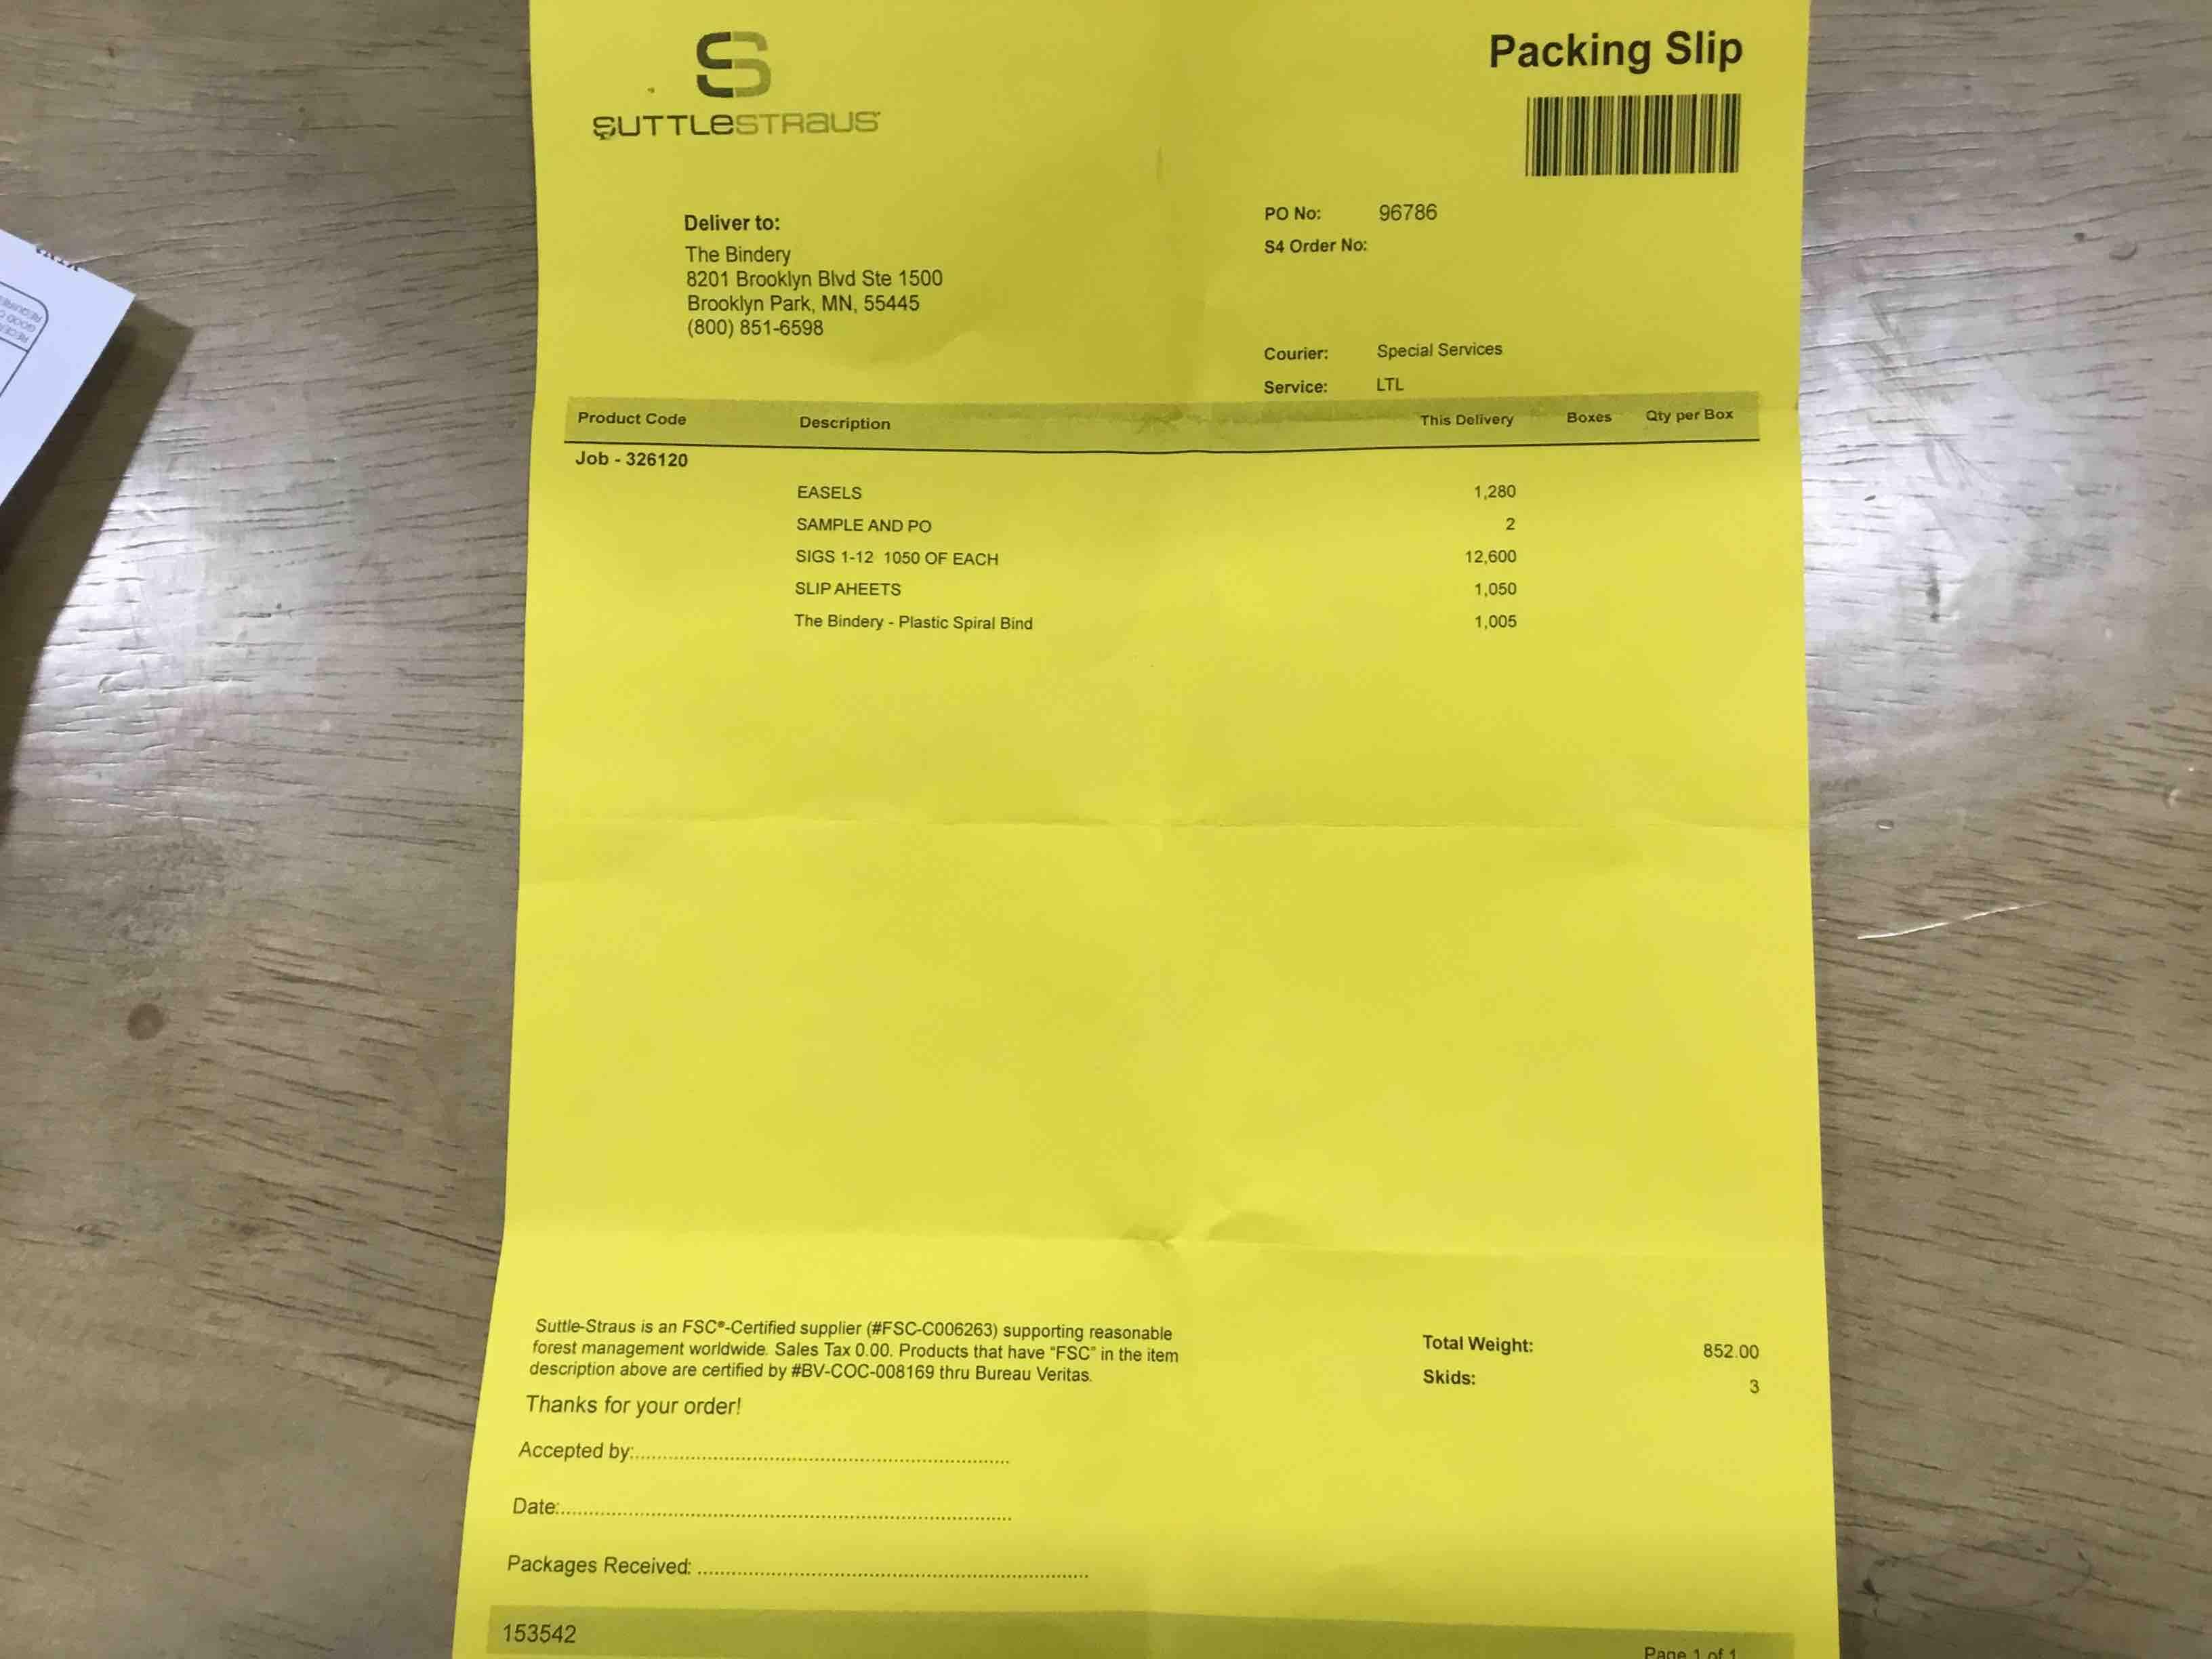 SUTTLESTRAUS
Packing Slip
Deliver to:
The Bindery
8201 Brooklyn Blvd Ste 1500
Brooklyn Park, MN, 55445
(800) 851-6598
PO No: 96786
S4 Order No:
Courier: Special Services
Service: LTL
Product Code Description This Delivery Boxes Qty per Box
Job - 326120
EASELS 1,280
SAMPLE AND PO 2
SIGS 1-12 1050 OF EACH 12,600
SLIP AHEETS 1,050
The Bindery - Plastic Spiral Bind 1,005
Suttle-Straus is an FSC®-Certified supplier (#FSC-C006263) supporting reasonable
forest management worldwide. Sales Tax 0.00. Products that have "FSC" in the item
description above are certified by #BV-COC-008169 thru Bureau Veritas.
Thanks for your order!
Total Weight: 852.00
Skids: 3
Accepted by:
Date:
Packages Received:
153542
Page 1 of 1